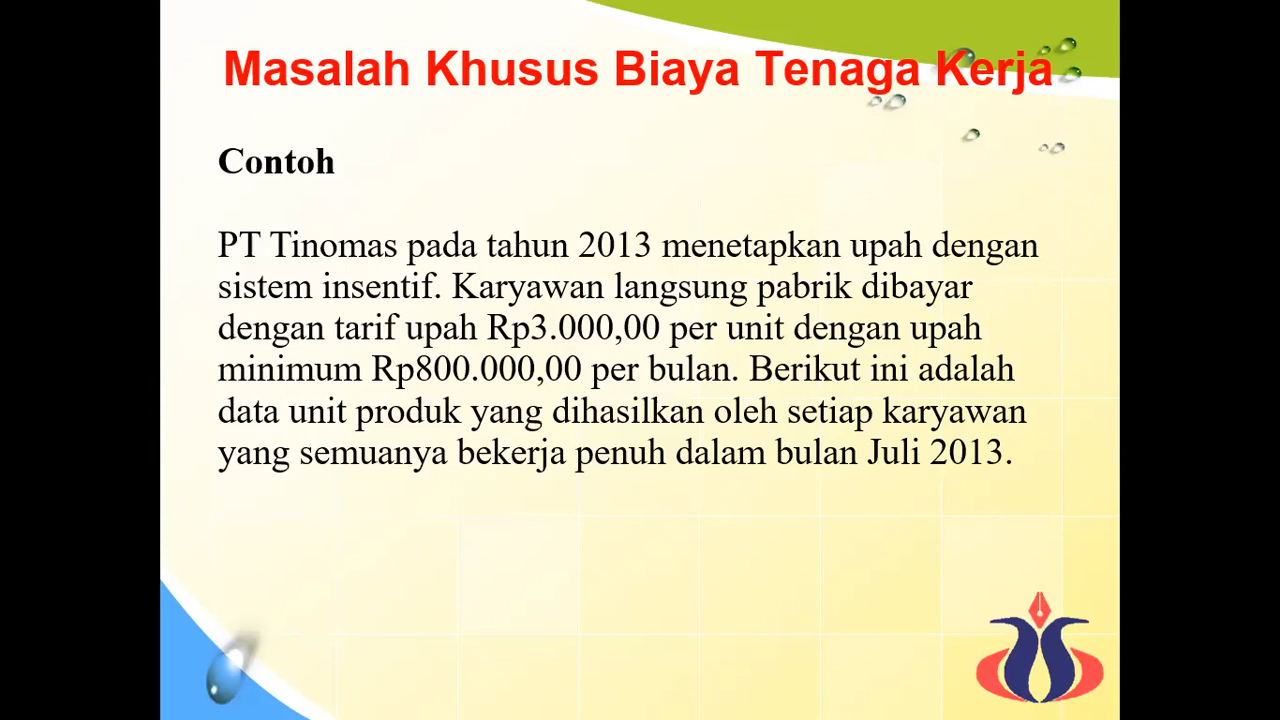 Masalah Khusus Biaya Tenaga Kerja
Contoh
PT Tinomas pada tahun 2013 menetapkan upah dengan
sistem insentif. Karyawan langsung pabrik dibayar
dengan tarif upah Rp3.000,00 per unit dengan upah
minimum Rp800.000,00 per bulan. Berikut ini adalah
data unit produk yang dihasilkan oleh setiap karyawan
yang semuanya bekerja penuh dalam bulan Juli 2013.